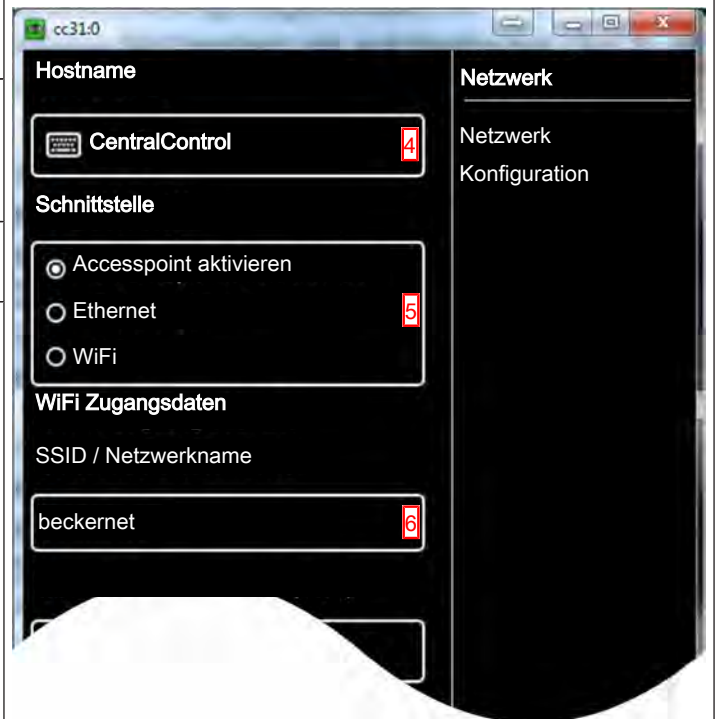 cc31:0
Hostname
CentralControl 4
Schnittstelle
Accesspoint aktivieren
Ethernet 5
WiFi
WiFi Zugangsdaten
SSID / Netzwerkname
beckernet 6
Netzwerk
Netzwerk
Konfiguration